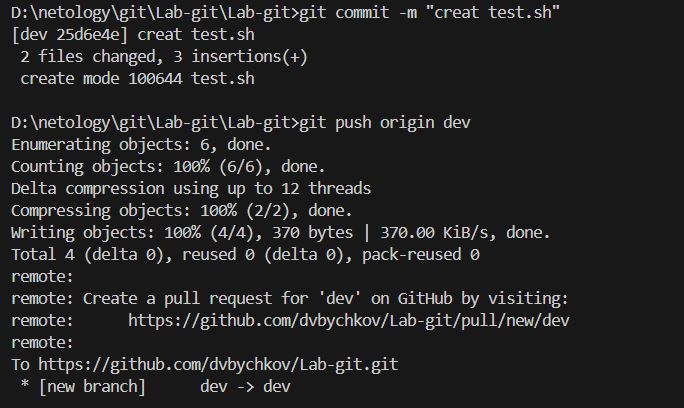 D:\netology\git\Lab-git\Lab-git>git commit -m "creat test.sh"
[dev 25d6e4e] creat test.sh
 2 files changed, 3 insertions(+)
 create mode 100644 test.sh

D:\netology\git\Lab-git\Lab-git>git push origin dev
Enumerating objects: 6, done.
Counting objects: 100% (6/6), done.
Delta compression using up to 12 threads
Compressing objects: 100% (2/2), done.
Writing objects: 100% (4/4), 370 bytes | 370.00 KiB/s, done.
Total 4 (delta 0), reused 0 (delta 0), pack-reused 0
remote:
remote: Create a pull request for 'dev' on GitHub by visiting:
remote:      https://github.com/dvbychkov/Lab-git/pull/new/dev
remote:
To https://github.com/dvbychkov/Lab-git.git
 * [new branch]      dev -> dev